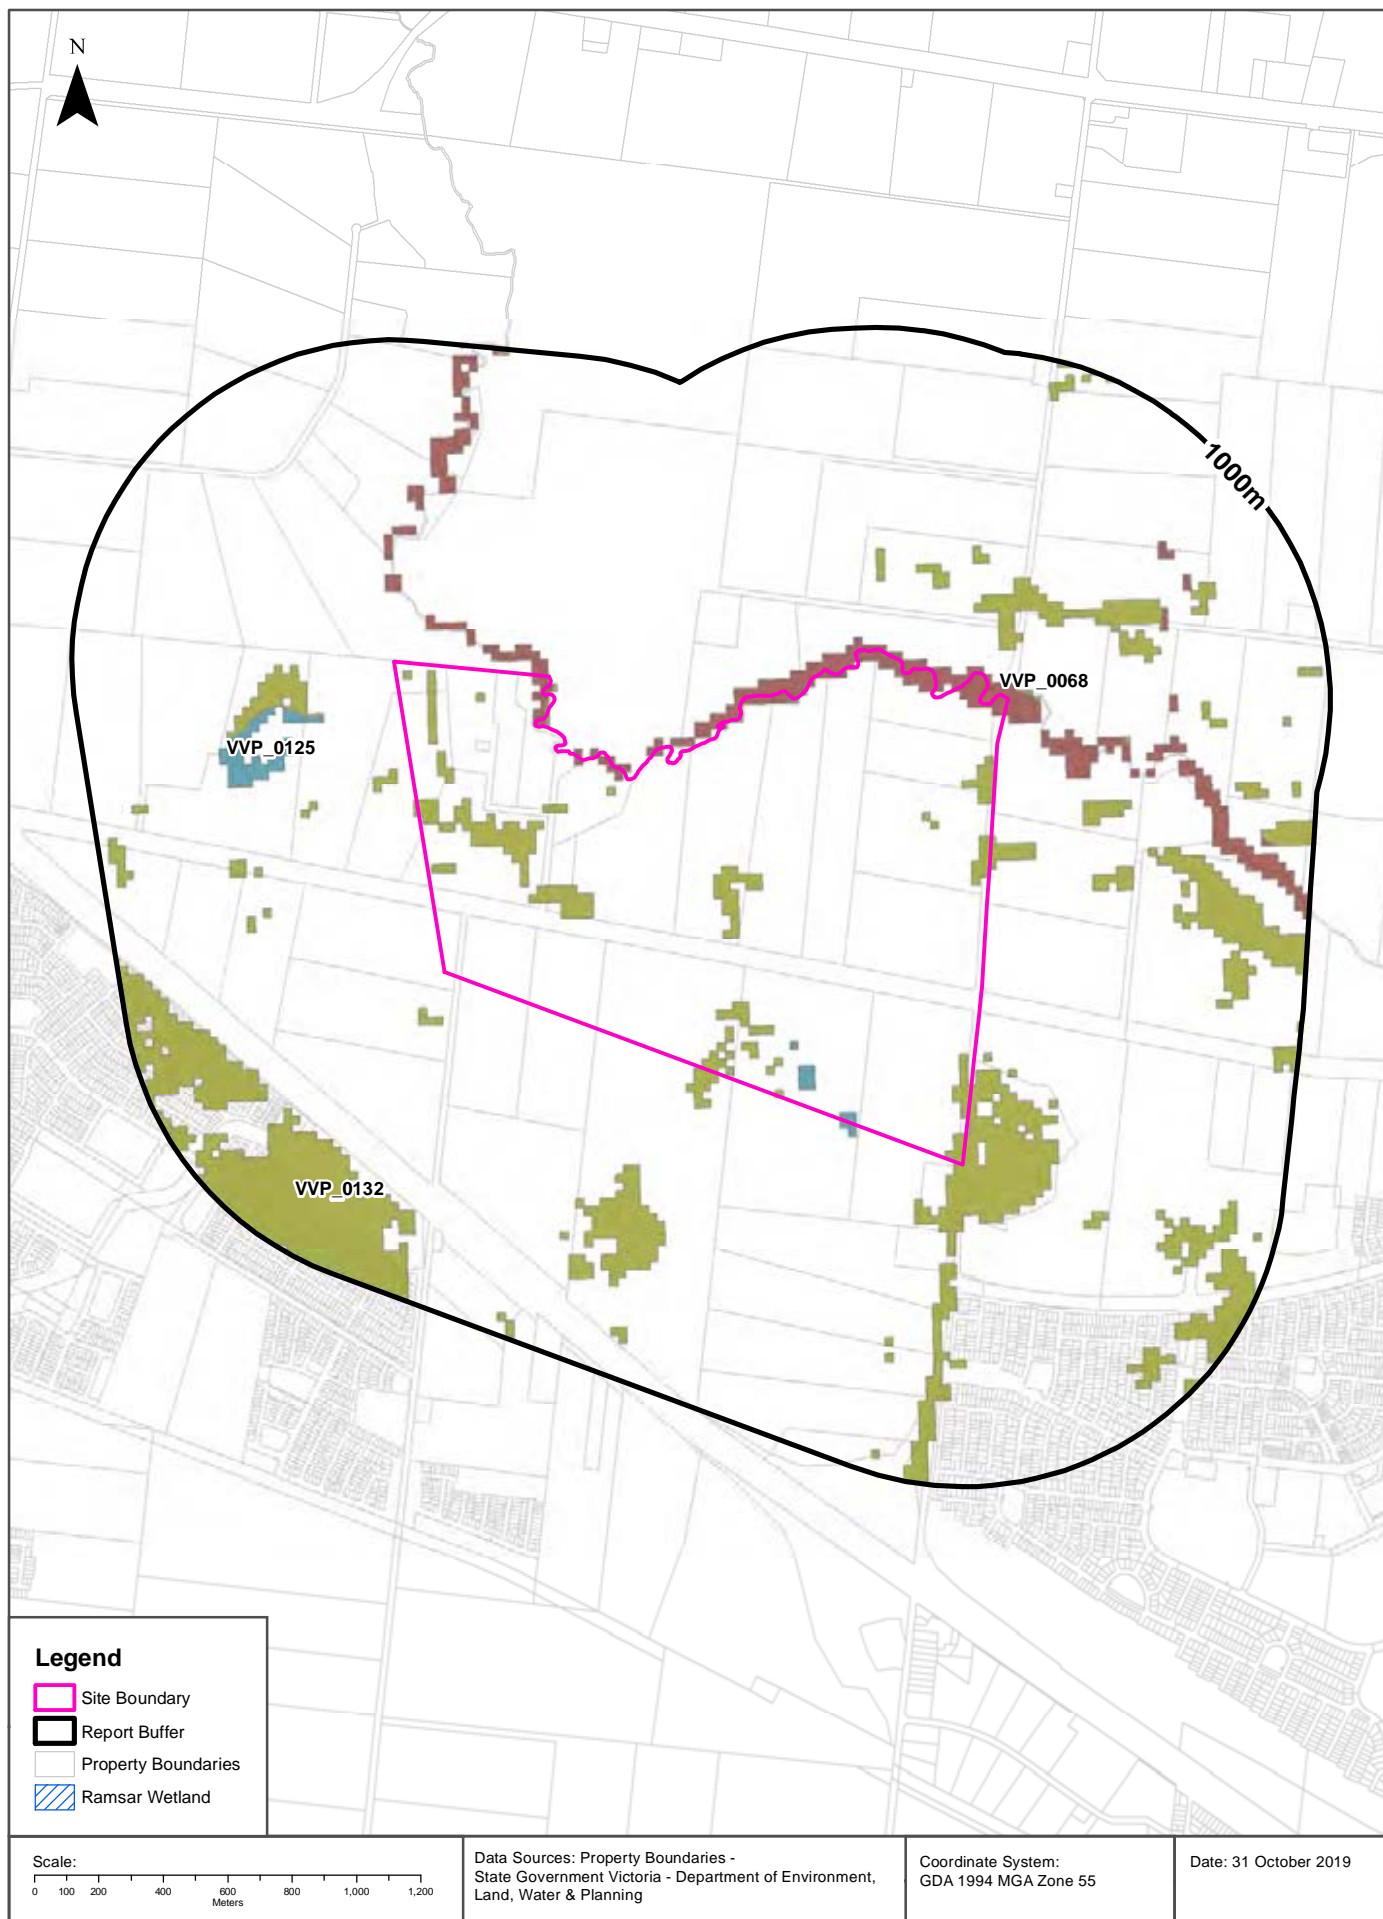 N
1000m
VVP_0068
VVP_0125
VVP_0132
Legend
Site Boundary
Report Buffer
Property Boundaries
Ramsar Wetland
Scale:
0 100 200 400 600 800 1,000 1,200
Meters
Data Sources: Property Boundaries -
State Government Victoria - Department of Environment,
Land, Water & Planning
Coordinate System:
GDA 1994 MGA Zone 55
Date: 31 October 2019